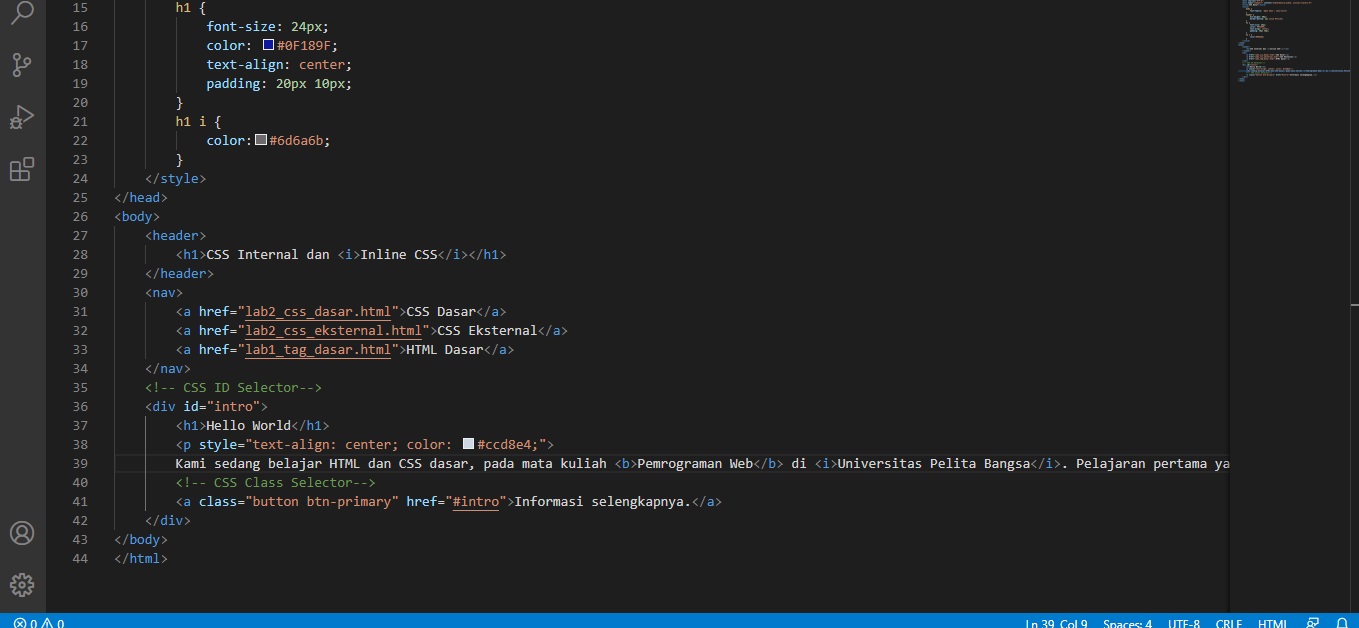 15 h1 {
16 font-size: 24px;
17 color: #0F189F;
18 text-align: center;
19 padding: 20px 10px;
20 }
21 h1 i {
22 color:#6d6a6b;
23 }
24 </style>
25 </head>
26 <body>
27 <header>
28 <h1>CSS Internal dan <i>Inline CSS</i></h1>
29 </header>
30 <nav>
31 <a href="lab2_css_dasar.html">CSS Dasar</a>
32 <a href="lab2_css_eksternal.html">CSS Eksternal</a>
33 <a href="lab1_tag_dasar.html">HTML Dasar</a>
34 </nav>
35 <!-- CSS ID Selector-->
36 <div id="intro">
37 <h1>Hello World</h1>
38 <p style="text-align: center; color: #ccd8e4;">
39 Kami sedang belajar HTML dan CSS dasar, pada mata kuliah <b>Pemrograman Web</b> di <i>Universitas Pelita Bangsa</i>. Pelajaran pertama ya
40 <!-- CSS Class Selector-->
41 <a class="button btn-primary" href="#intro">Informasi selengkapnya.</a>
42 </div>
43 </body>
44 </html>
0 0 Ln 39, Col 9 Spaces: 4 UTF-8 CRLF HTML